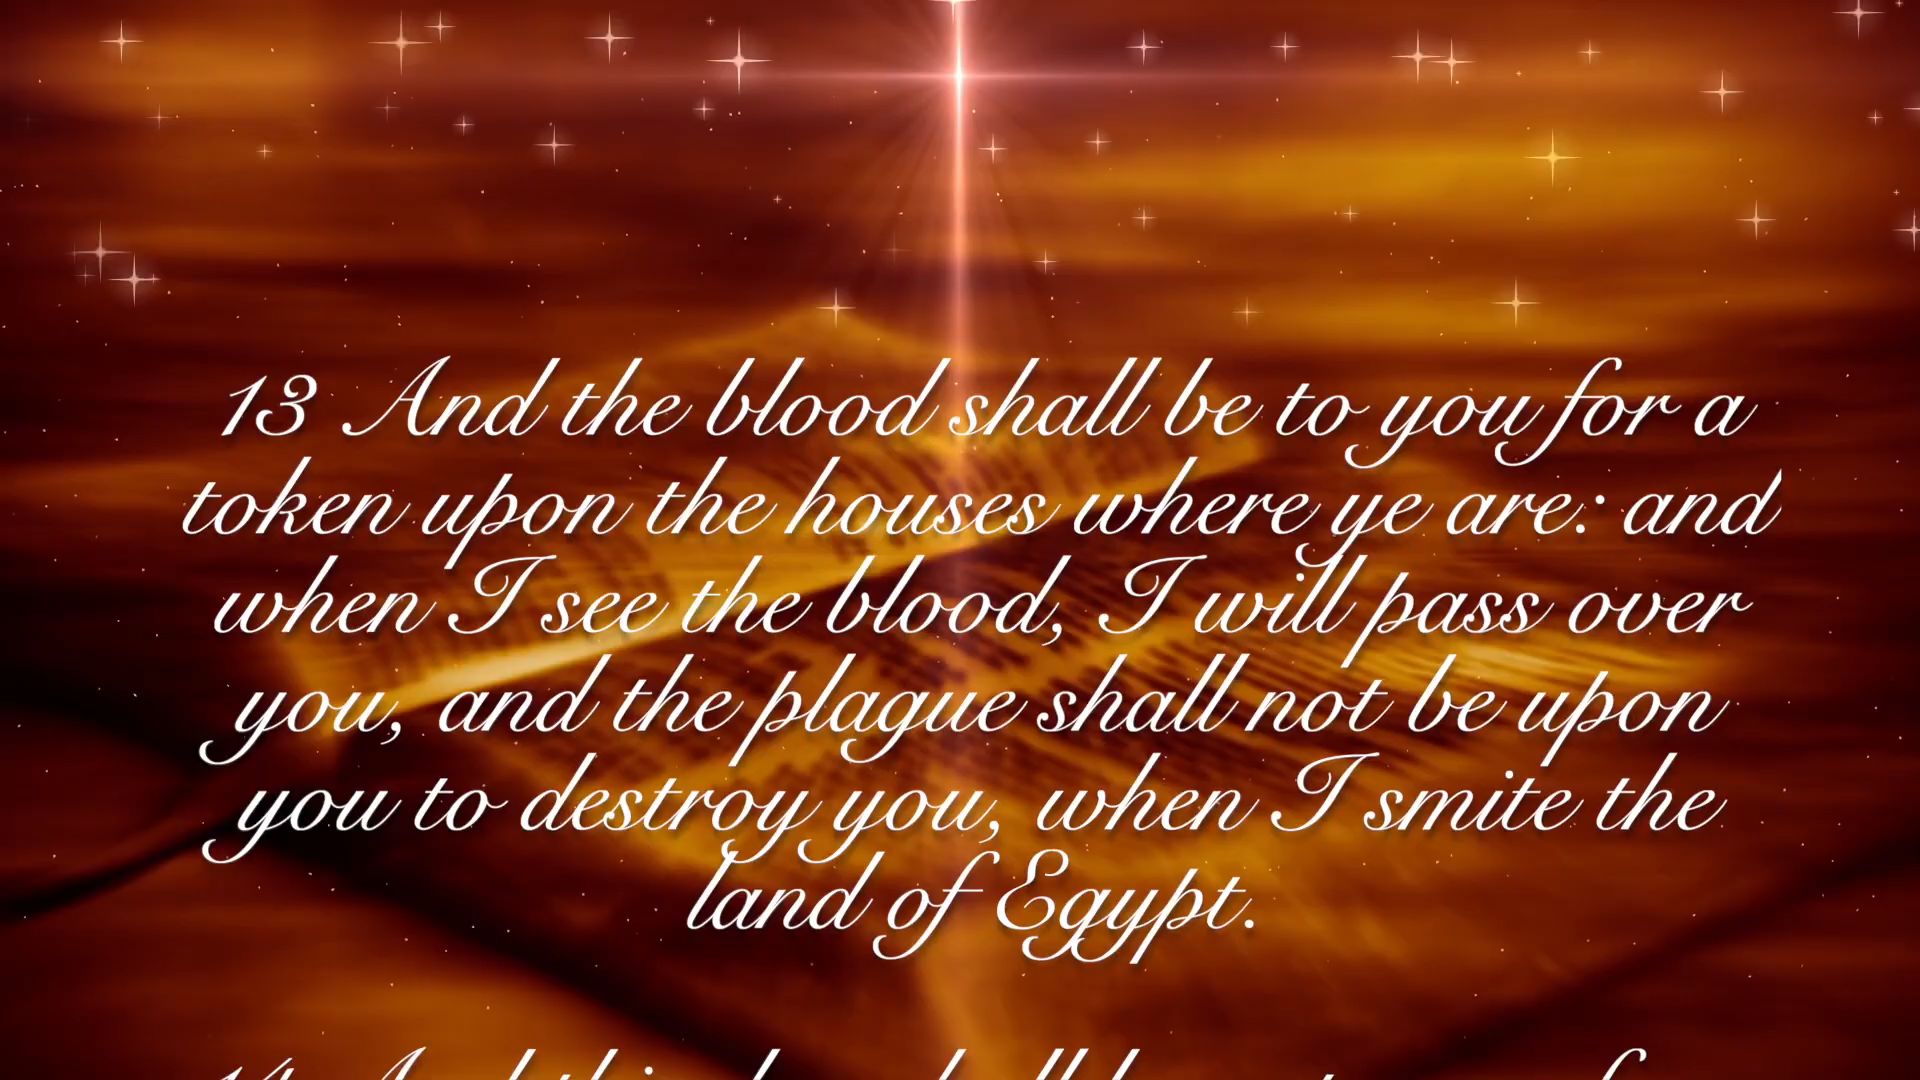 13 And the blood shall be to you for a
token upon the houses where ye are: and
when I see the blood, I will pass over
you, and the plague shall not be upon
you to destroy you, when I smite the
land of Egypt.